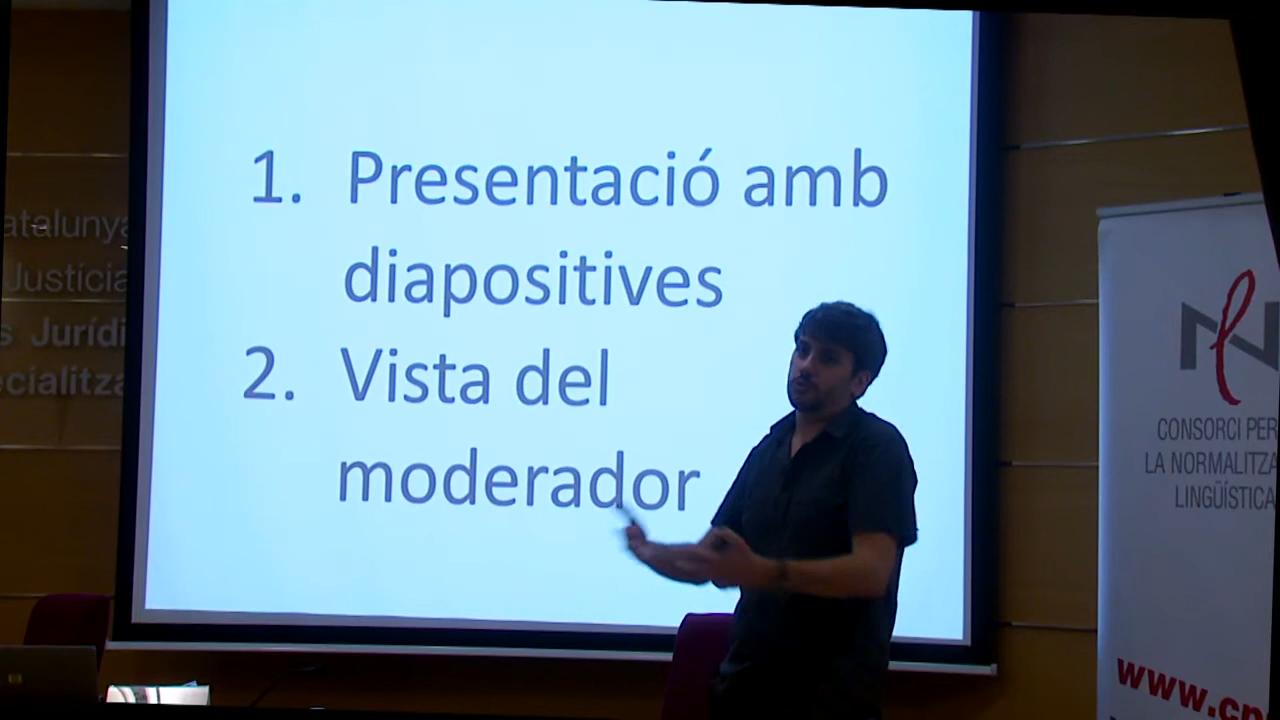 1. Presentació amb
diapositives
2. Vista del
moderador
atalunya
Justícia
s Jurídi
ecialitza
CONSORCI PER
LA NORMALITZA
LINGÜÍSTICA
www.cp